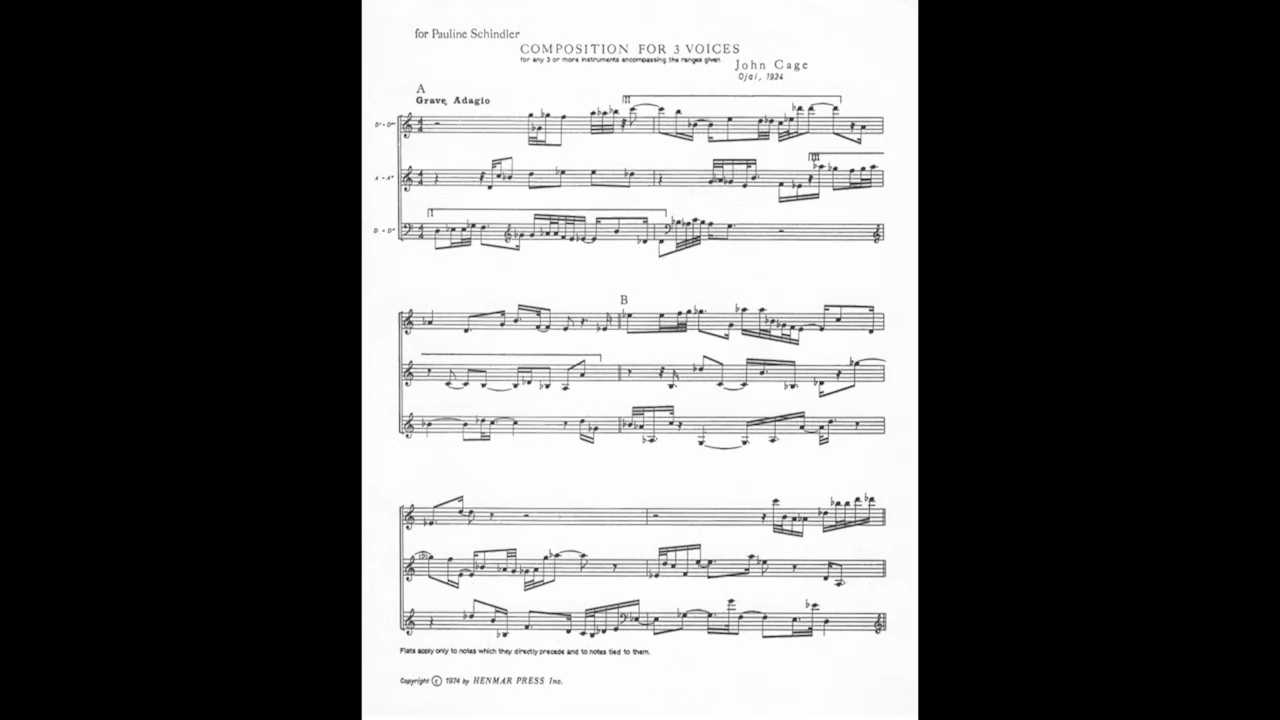 for Pauline Schindler
COMPOSITION FOR 3 VOICES
for any 3 or more instruments encompassing the ranges given
John Cage
Ojai, 1934
A
Grave, Adagio
II
III
I
B
Flats apply only to notes which they directly precede and to notes tied to them.
Copyright © 1974 by HENMAR PRESS Inc.